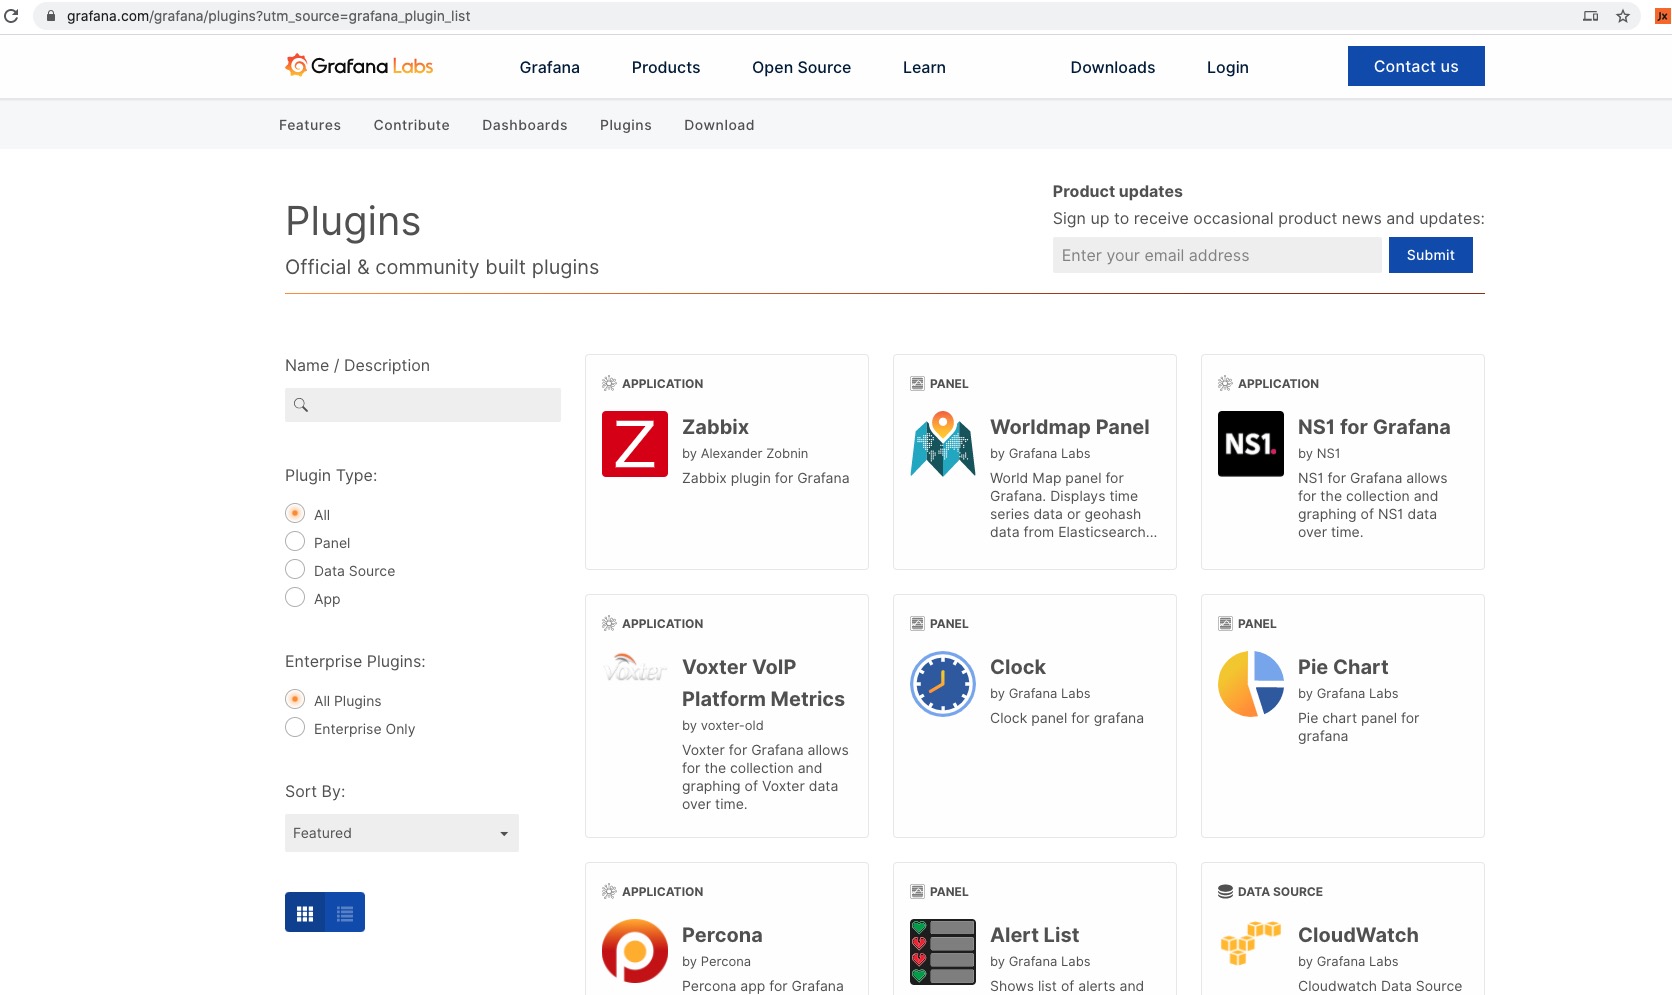 grafana.com/grafana/plugins?utm_source=grafana_plugin_list
Jx
Grafana Labs
Grafana
Products
Open Source
Learn
Downloads
Login
Contact us
Features
Contribute
Dashboards
Plugins
Download
Plugins
Official & community built plugins
Product updates
Sign up to receive occasional product news and updates:
Enter your email address
Submit
Name / Description
Plugin Type:
All
Panel
Data Source
App
Enterprise Plugins:
All Plugins
Enterprise Only
Sort By:
Featured
APPLICATION
Z
Zabbix
by Alexander Zobnin
Zabbix plugin for Grafana
PANEL
Worldmap Panel
by Grafana Labs
World Map panel for
Grafana. Displays time
series data or geohash
data from Elasticsearch...
APPLICATION
NS1.
NS1 for Grafana
by NS1
NS1 for Grafana allows
for the collection and
graphing of NS1 data
over time.
APPLICATION
Voxter
Voxter VoIP
Platform Metrics
by voxter-old
Voxter for Grafana allows
for the collection and
graphing of Voxter data
over time.
PANEL
Clock
by Grafana Labs
Clock panel for grafana
PANEL
Pie Chart
by Grafana Labs
Pie chart panel for
grafana
APPLICATION
Percona
by Percona
Percona app for Grafana
PANEL
Alert List
by Grafana Labs
Shows list of alerts and
DATA SOURCE
CloudWatch
by Grafana Labs
Cloudwatch Data Source